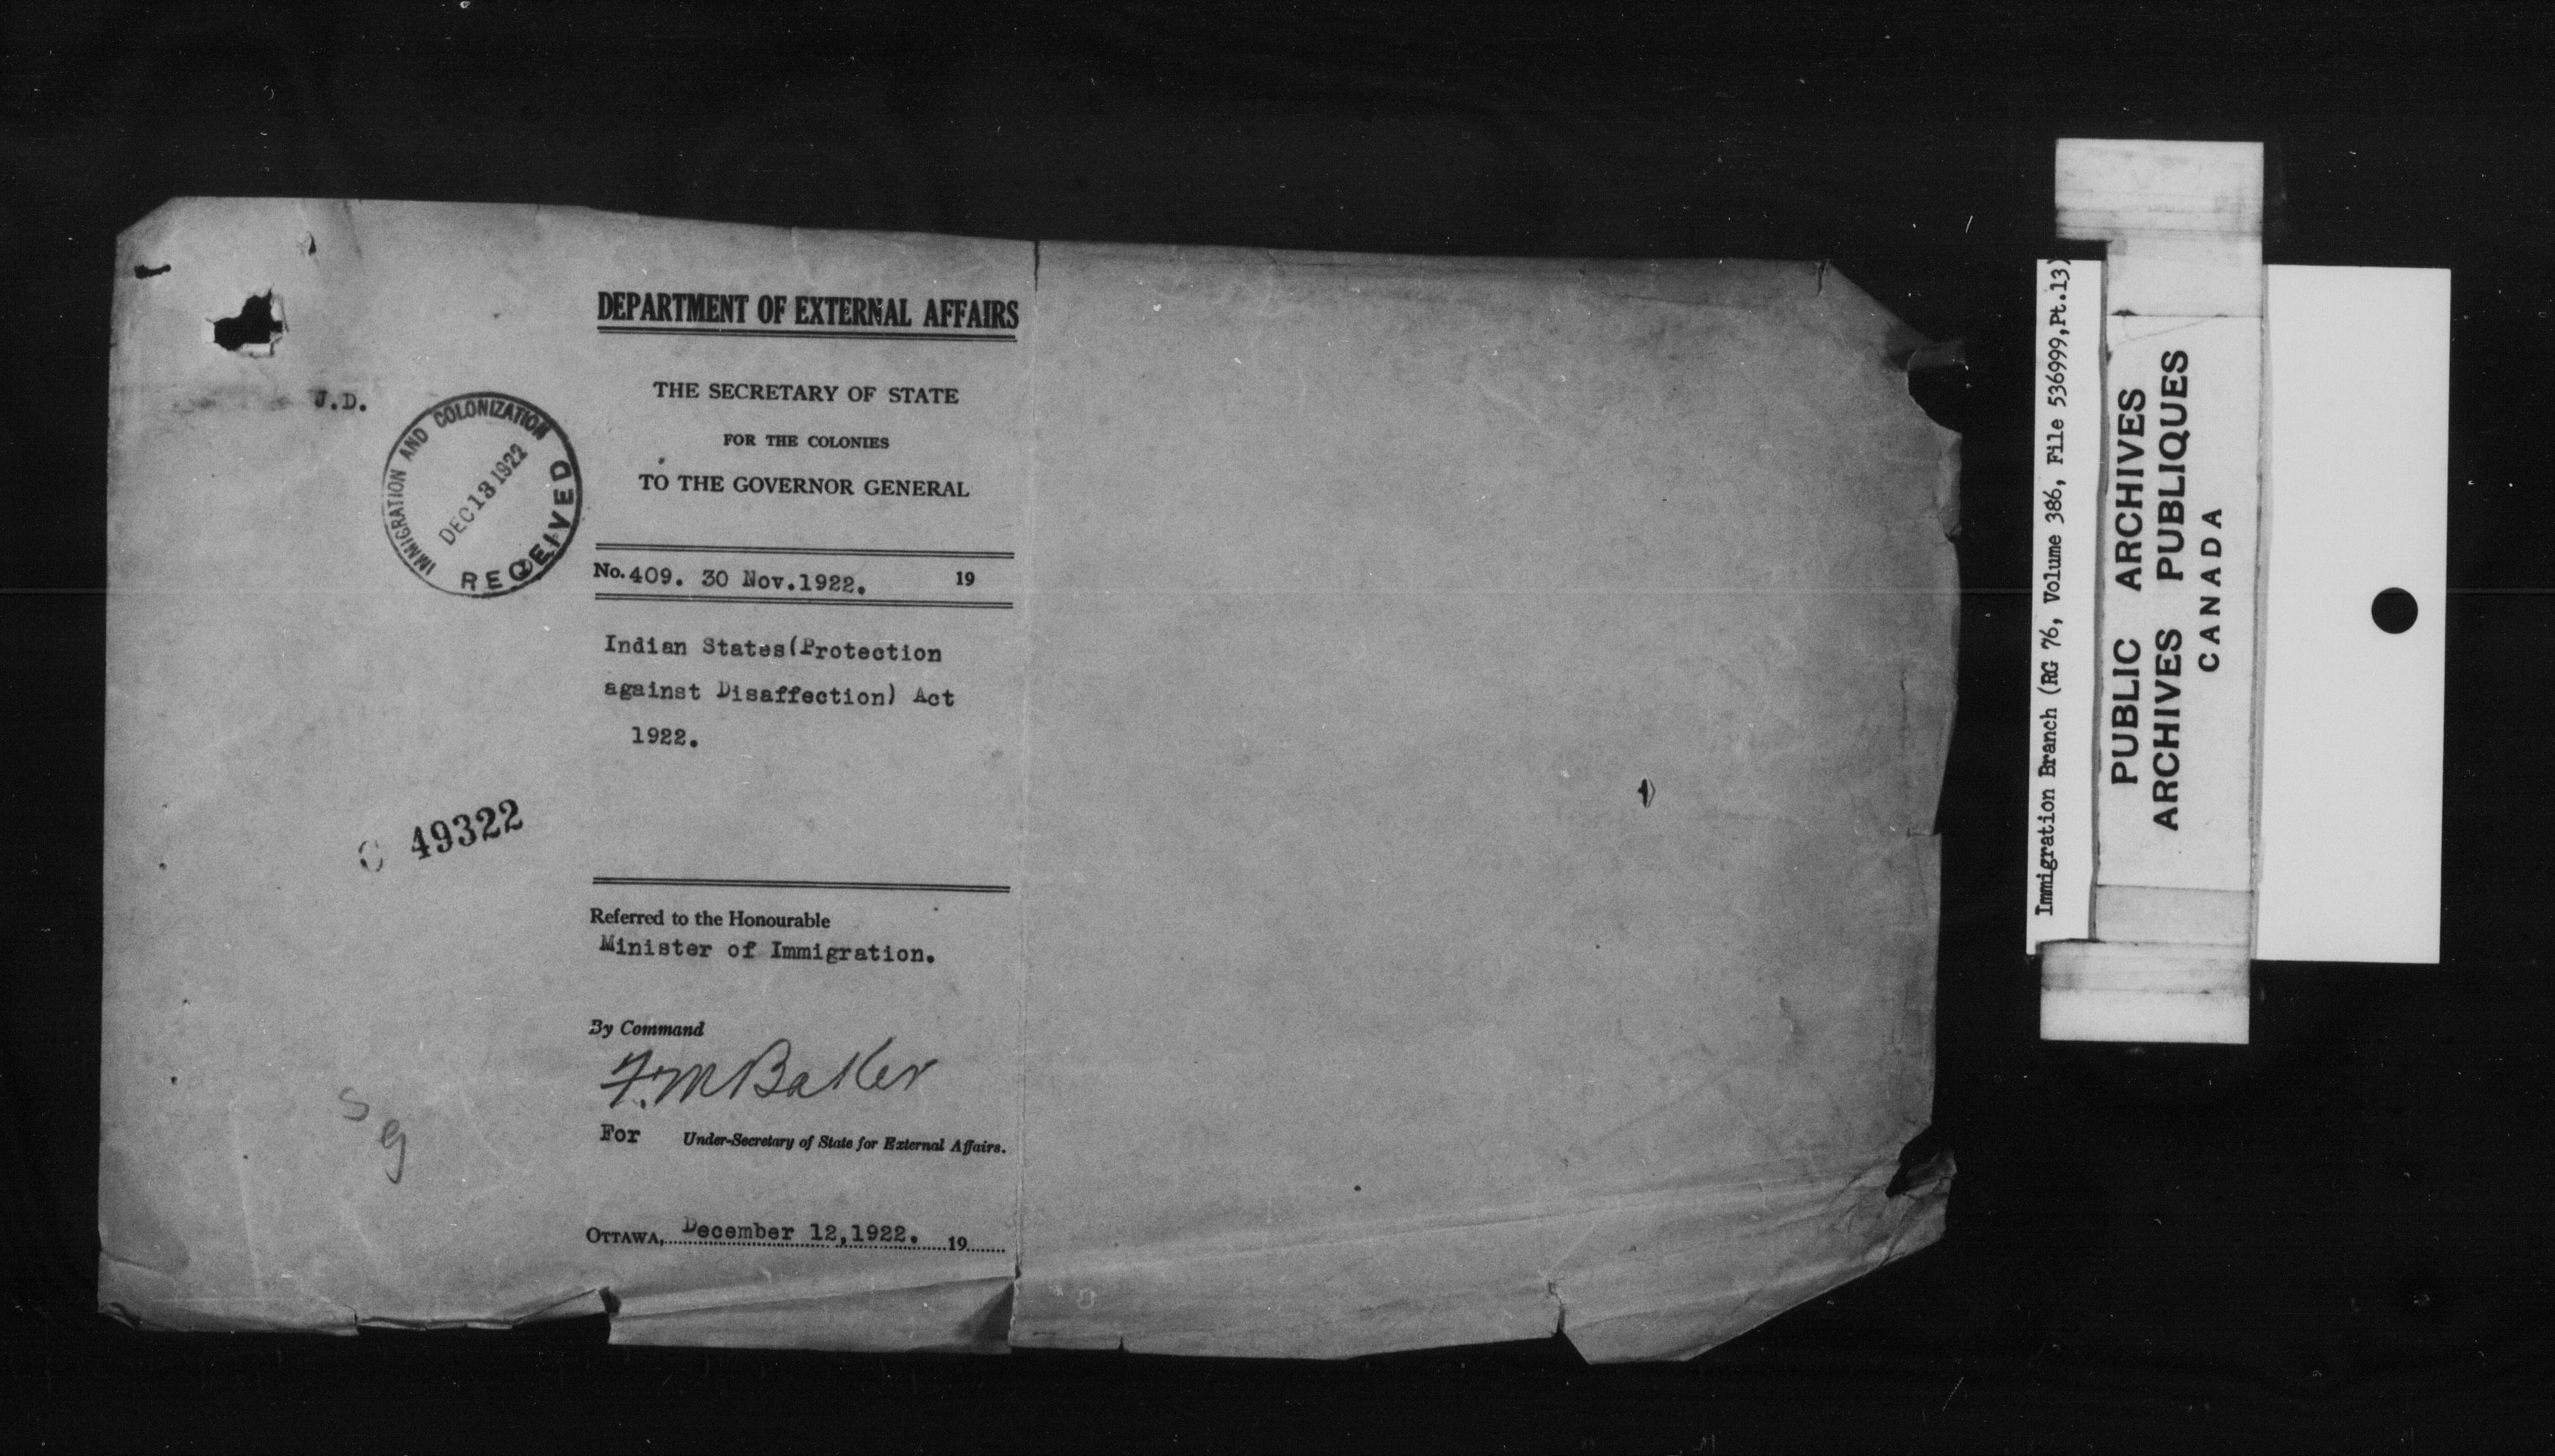 DEPARTMENT OF EXTERNAL AFFAIRS
THE SECRETARY OF STATE
FOR THE COLONIES
TO THE GOVERNOR GENERAL
J.D.
IMMIGRATION AND COLONIZATION
DEC 13 1922
RECEIVED
No. 409. 30 Nov. 1922. 19
Indian States (Protection
against Disaffection) Act
1922.
49322
Referred to the Honourable
Minister of Immigration.
By Command
F. M Baker
For Under-Secretary of State for External Affairs.
S
g
OTTAWA, December 12, 1922. 19
Immigration Branch (RG 76, Volume 386, File 536999, Pt.13)
PUBLIC ARCHIVES
ARCHIVES PUBLIQUES
CANADA